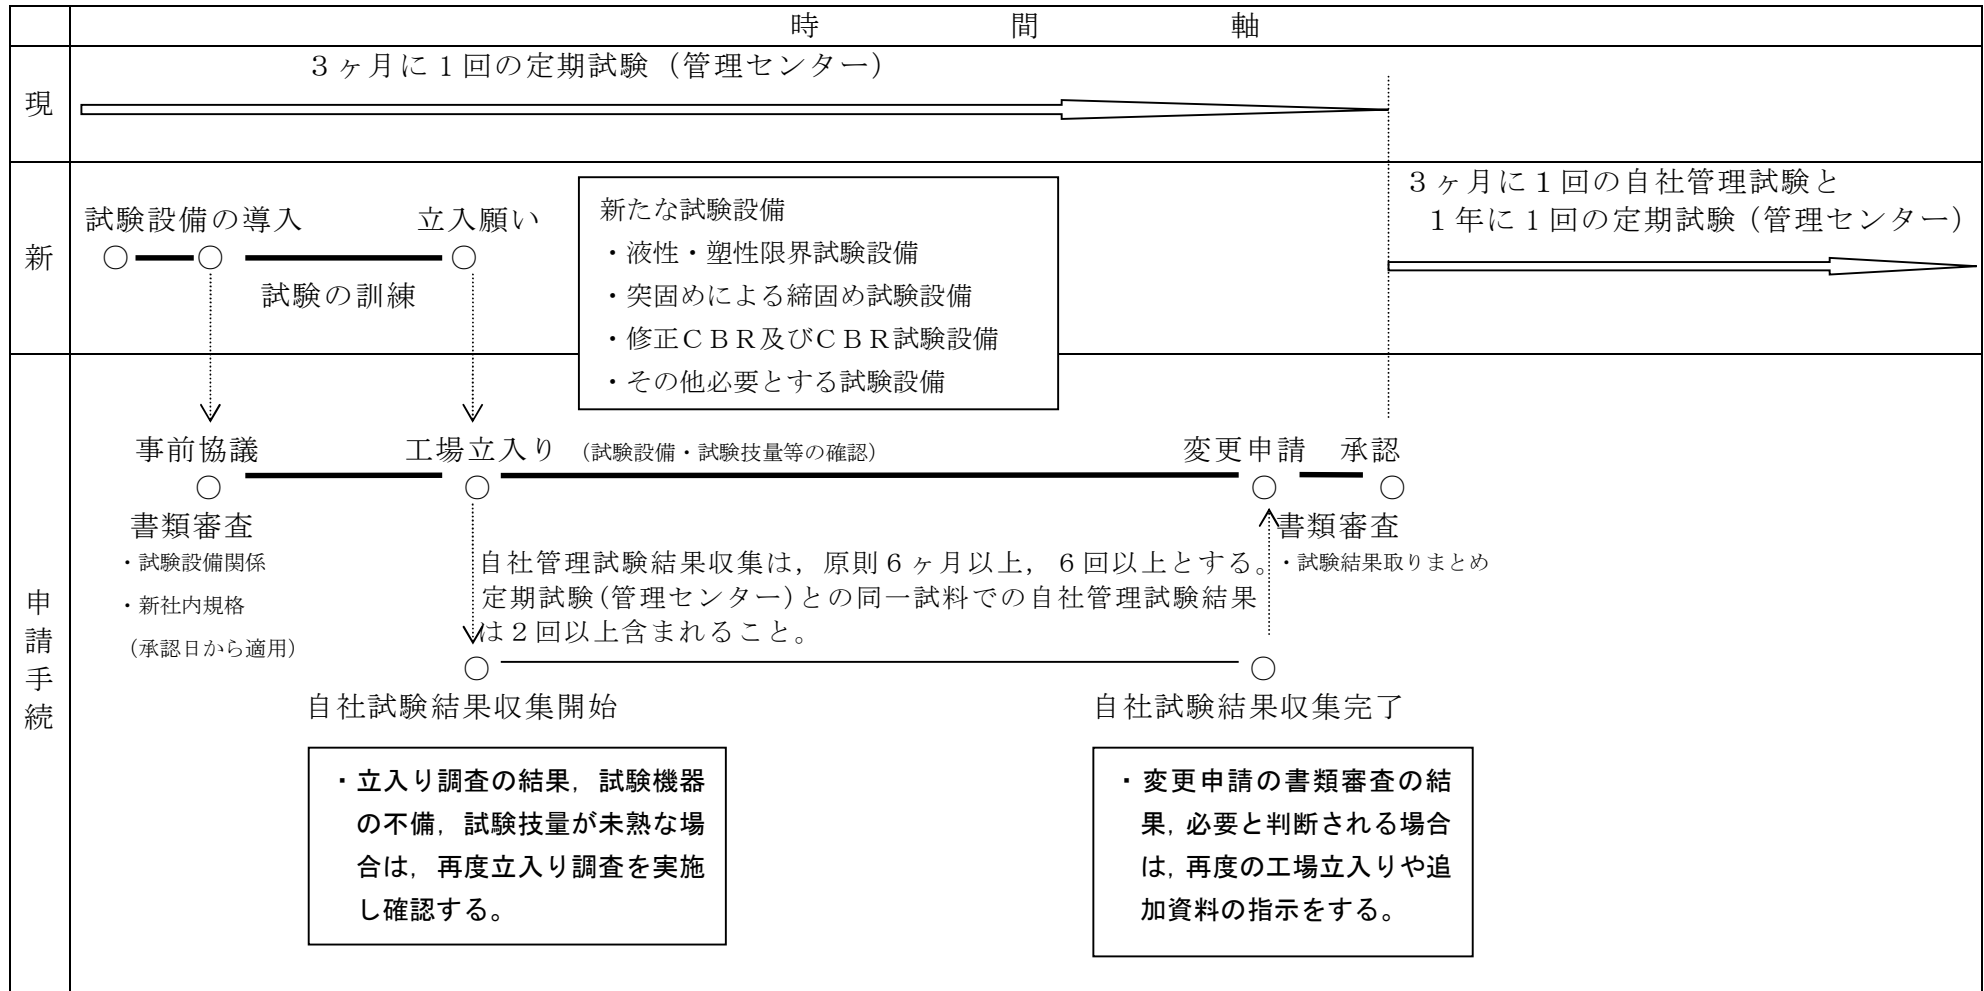 時間軸
現
3ヶ月に1回の定期試験（管理センター）
新
試験設備の導入
立入願い
試験の訓練
新たな試験設備
・液性・塑性限界試験設備
・突固めによる締固め試験設備
・修正ＣＢＲ及びＣＢＲ試験設備
・その他必要とする試験設備
3ヶ月に1回の自社管理試験と
1年に1回の定期試験（管理センター）
申請手続
事前協議
書類審査
・試験設備関係
・新社内規格
（承認日から適用）
工場立入り（試験設備・試験技量等の確認）
変更申請
承認
書類審査
・試験結果取りまとめ
自社管理試験結果収集は，原則6ヶ月以上，6回以上とする。
定期試験(管理センター)との同一試料での自社管理試験結果
は2回以上含まれること。
自社試験結果収集開始
自社試験結果収集完了
・立入り調査の結果，試験機器
の不備，試験技量が未熟な場
合は，再度立入り調査を実施
し確認する。
・変更申請の書類審査の結
果，必要と判断される場合
は，再度の工場立入りや追
加資料の指示をする。